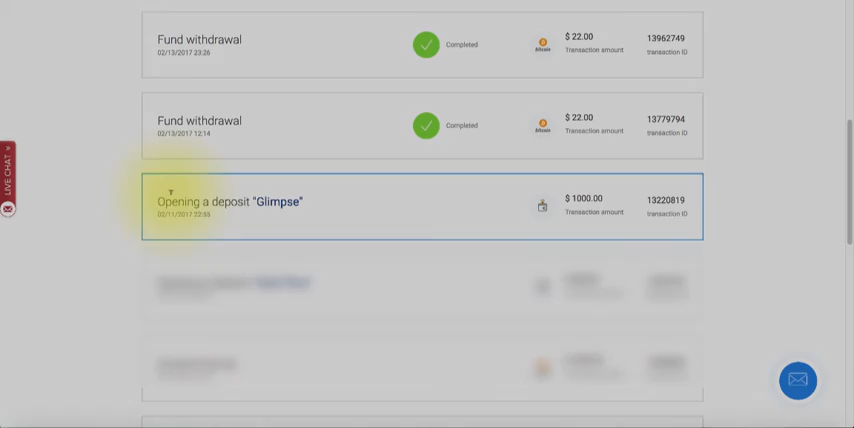 Fund withdrawal
02/13/2017 23:26
Completed
bitcoin
$ 22.00
Transaction amount
13962749
transaction ID
Fund withdrawal
02/13/2017 12:14
Completed
bitcoin
$ 22.00
Transaction amount
13779794
transaction ID
LIVE CHAT
Opening a deposit "Glimpse"
02/11/2017 22:55
$ 1000.00
Transaction amount
13220819
transaction ID